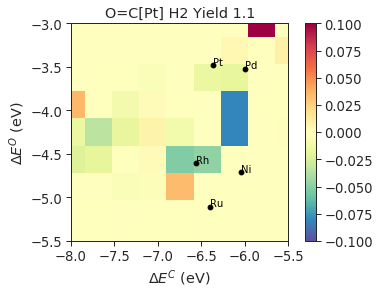 O=C[Pt] H2 Yield 1.1
ΔE^O (eV)
−3.0
−3.5
−4.0
−4.5
−5.0
−5.5
Pt
Pd
Rh
Ni
Ru
−8.0 −7.5 −7.0 −6.5 −6.0 −5.5
ΔE^C (eV)
0.100
0.075
0.050
0.025
0.000
−0.025
−0.050
−0.075
−0.100